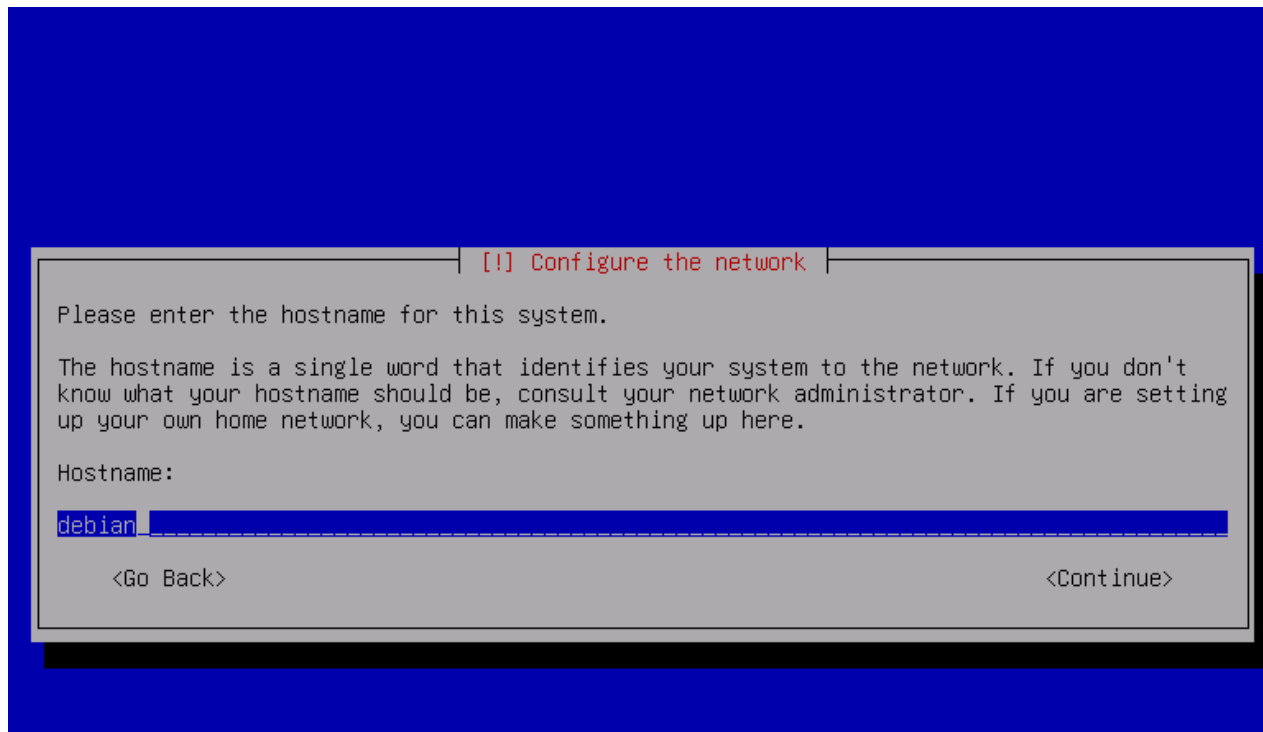 [!] Configure the network
Please enter the hostname for this system.
The hostname is a single word that identifies your system to the network. If you don't
know what your hostname should be, consult your network administrator. If you are setting
up your own home network, you can make something up here.
Hostname:
debian
<Go Back> <Continue>